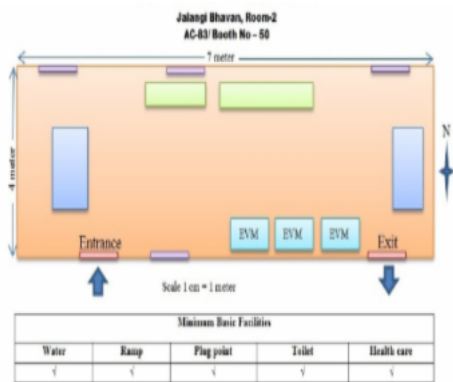 Jalangi Bhavan, Room-2
AC-83/ Booth No – 50
7 meter
4 meter
N
EVM EVM EVM
Entrance Exit
Scale 1 cm = 1 meter
Minimum Basic Facilities
Water Ramp Plug point Toilet Health care
√ √ √ √ √